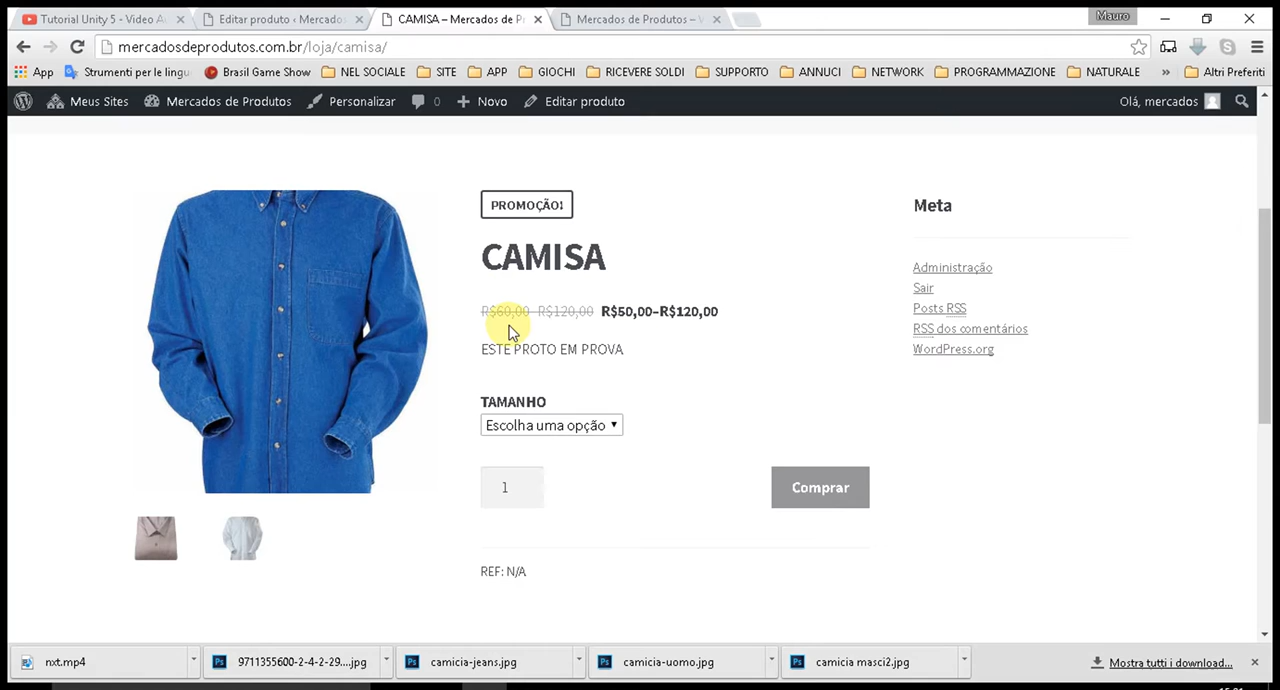 Tutorial Unity 5 - Video A
Editar produto ‹ Mercados
CAMISA – Mercados de Pr
Mercados de Produtos – W
Mauro
mercadosdeprodutos.com.br/loja/camisa/
App
Strumenti per le lingu
Brasil Game Show
NEL SOCIALE
SITE
APP
GIOCHI
RICEVERE SOLDI
SUPPORTO
ANNUCI
NETWORK
PROGRAMMAZIONE
NATURALE
»
Altri Preferiti
Meus Sites
Mercados de Produtos
Personalizar
0
Novo
Editar produto
Olá, mercados
PROMOÇÃO!
Meta
CAMISA
Administração
Sair
R$60,00–R$120,00 R$50,00–R$120,00
Posts RSS
RSS dos comentários
ESTE PROTO EM PROVA
WordPress.org
TAMANHO
Escolha uma opção
1
Comprar
REF: N/A
nxt.mp4
9711355600-2-4-2-29....jpg
camicia-jeans.jpg
camicia-uomo.jpg
camicia masci2.jpg
Mostra tutti i download...